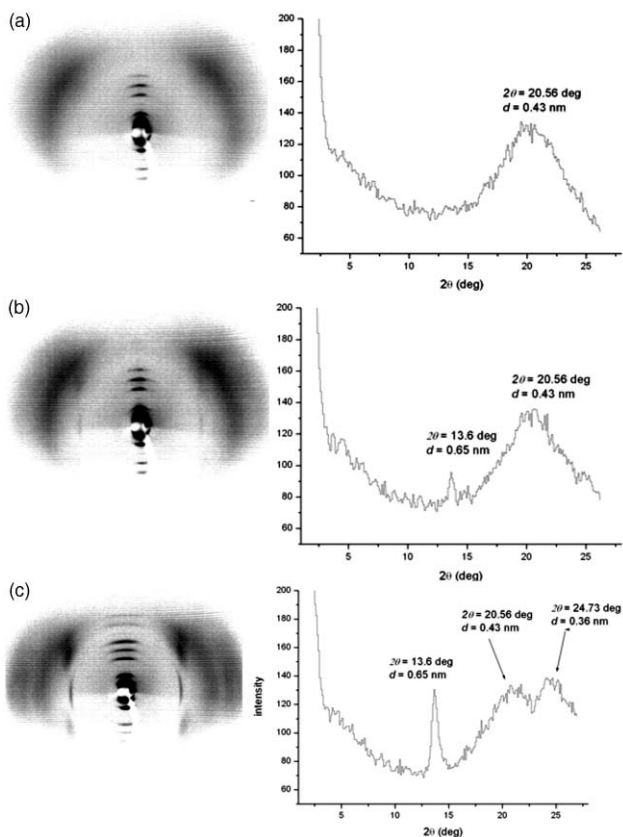 (a)
200
180
160
140
120
100
80
60
2θ = 20.56 deg
d = 0.43 nm
5
10
15
20
25
2θ (deg)
(b)
200
180
160
140
120
100
80
60
2θ = 20.56 deg
d = 0.43 nm
2θ = 13.6 deg
d = 0.65 nm
5
10
15
20
25
2θ (deg)
(c)
intensity
200
180
160
140
120
100
80
60
2θ = 24.73 deg
d = 0.36 nm
2θ = 20.56 deg
d = 0.43 nm
2θ = 13.6 deg
d = 0.65 nm
5
10
15
20
25
2θ (deg)